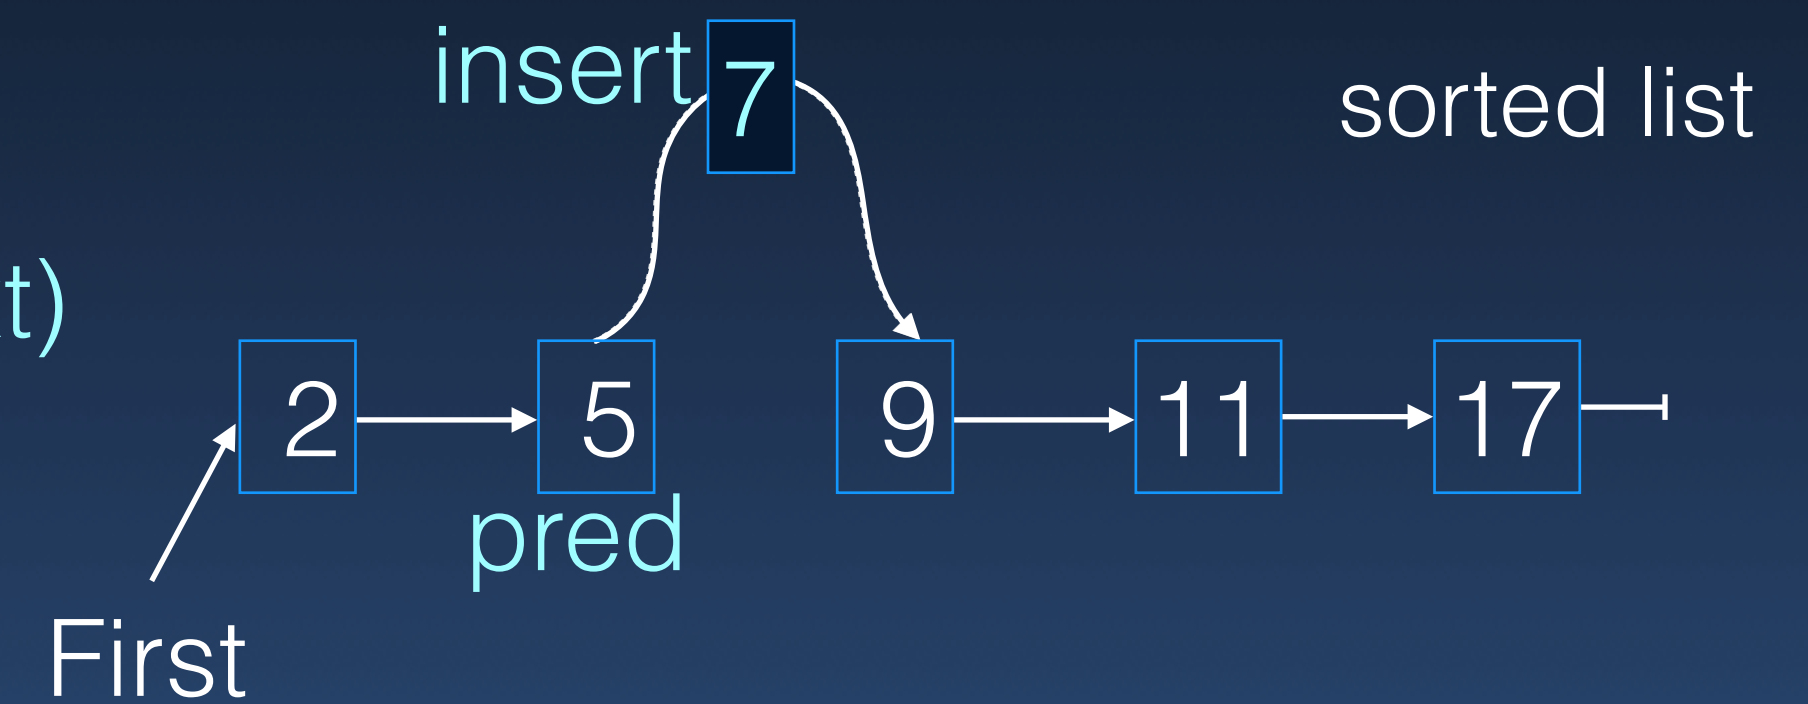 insert 7
sorted list
t)
2 5 9 11 17
pred
First